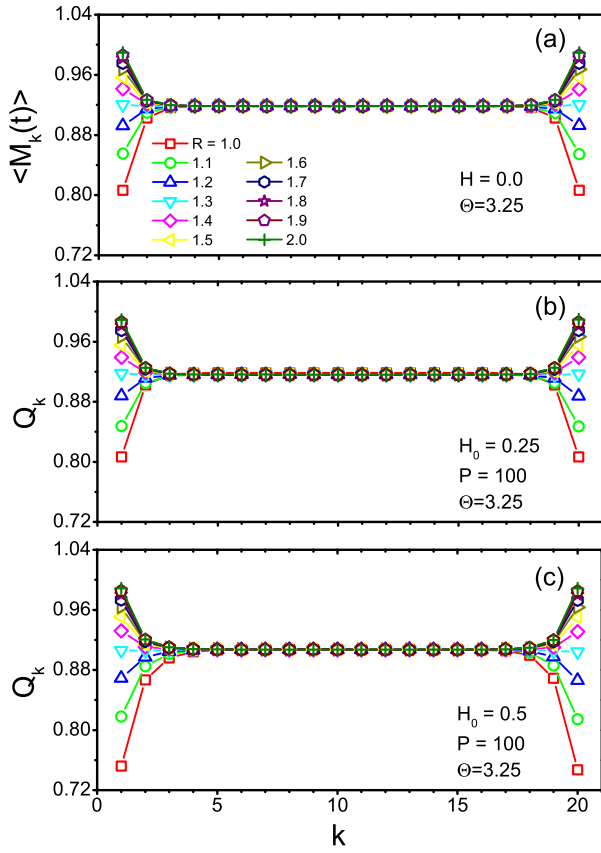 1.04
(a)
0.96
0.88
0.80
0.72
<M_k(t)>
R = 1.0
1.1
1.2
1.3
1.4
1.5
1.6
1.7
1.8
1.9
2.0
H = 0.0
Θ=3.25
1.04
(b)
0.96
0.88
0.80
0.72
Q_k
H_0 = 0.25
P = 100
Θ=3.25
1.04
(c)
0.96
0.88
0.80
0.72
Q_k
H_0 = 0.5
P = 100
Θ=3.25
0 5 10 15 20
k